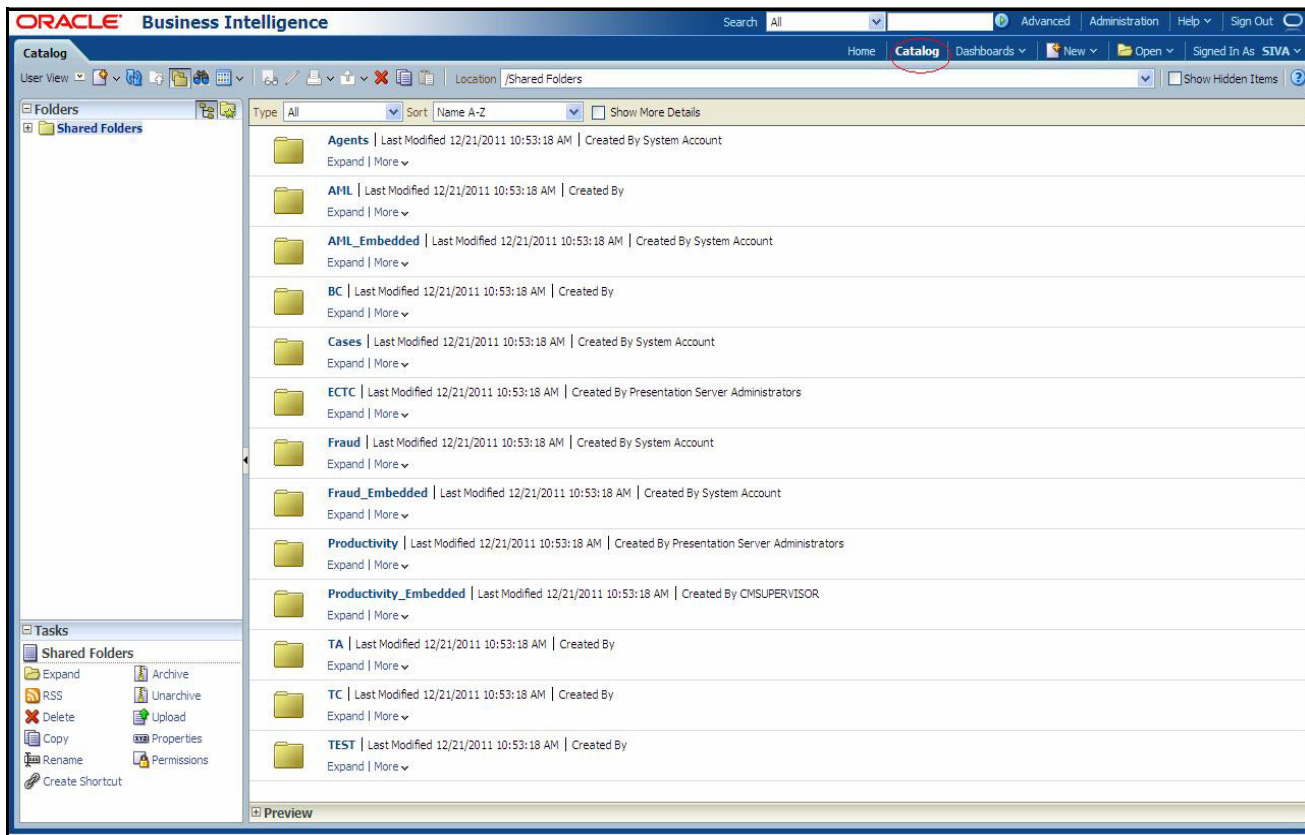 ORACLE Business Intelligence
Search All Advanced Administration Help Sign Out
Catalog
Home Catalog Dashboards New Open Signed In As SIVA
User View Location /Shared Folders Show Hidden Items
Folders
Shared Folders
Type All Sort Name A-Z Show More Details
Agents | Last Modified 12/21/2011 10:53:18 AM | Created By System Account
Expand | More
AML | Last Modified 12/21/2011 10:53:18 AM | Created By
Expand | More
AML_Embedded | Last Modified 12/21/2011 10:53:18 AM | Created By System Account
Expand | More
BC | Last Modified 12/21/2011 10:53:18 AM | Created By
Expand | More
Cases | Last Modified 12/21/2011 10:53:18 AM | Created By System Account
Expand | More
ECTC | Last Modified 12/21/2011 10:53:18 AM | Created By Presentation Server Administrators
Expand | More
Fraud | Last Modified 12/21/2011 10:53:18 AM | Created By System Account
Expand | More
Fraud_Embedded | Last Modified 12/21/2011 10:53:18 AM | Created By System Account
Expand | More
Productivity | Last Modified 12/21/2011 10:53:18 AM | Created By Presentation Server Administrators
Expand | More
Productivity_Embedded | Last Modified 12/21/2011 10:53:18 AM | Created By CMSUPERVISOR
Expand | More
TA | Last Modified 12/21/2011 10:53:18 AM | Created By
Expand | More
TC | Last Modified 12/21/2011 10:53:18 AM | Created By
Expand | More
TEST | Last Modified 12/21/2011 10:53:18 AM | Created By
Expand | More
Tasks
Shared Folders
Expand Archive
RSS Unarchive
Delete Upload
Copy Properties
Rename Permissions
Create Shortcut
Preview